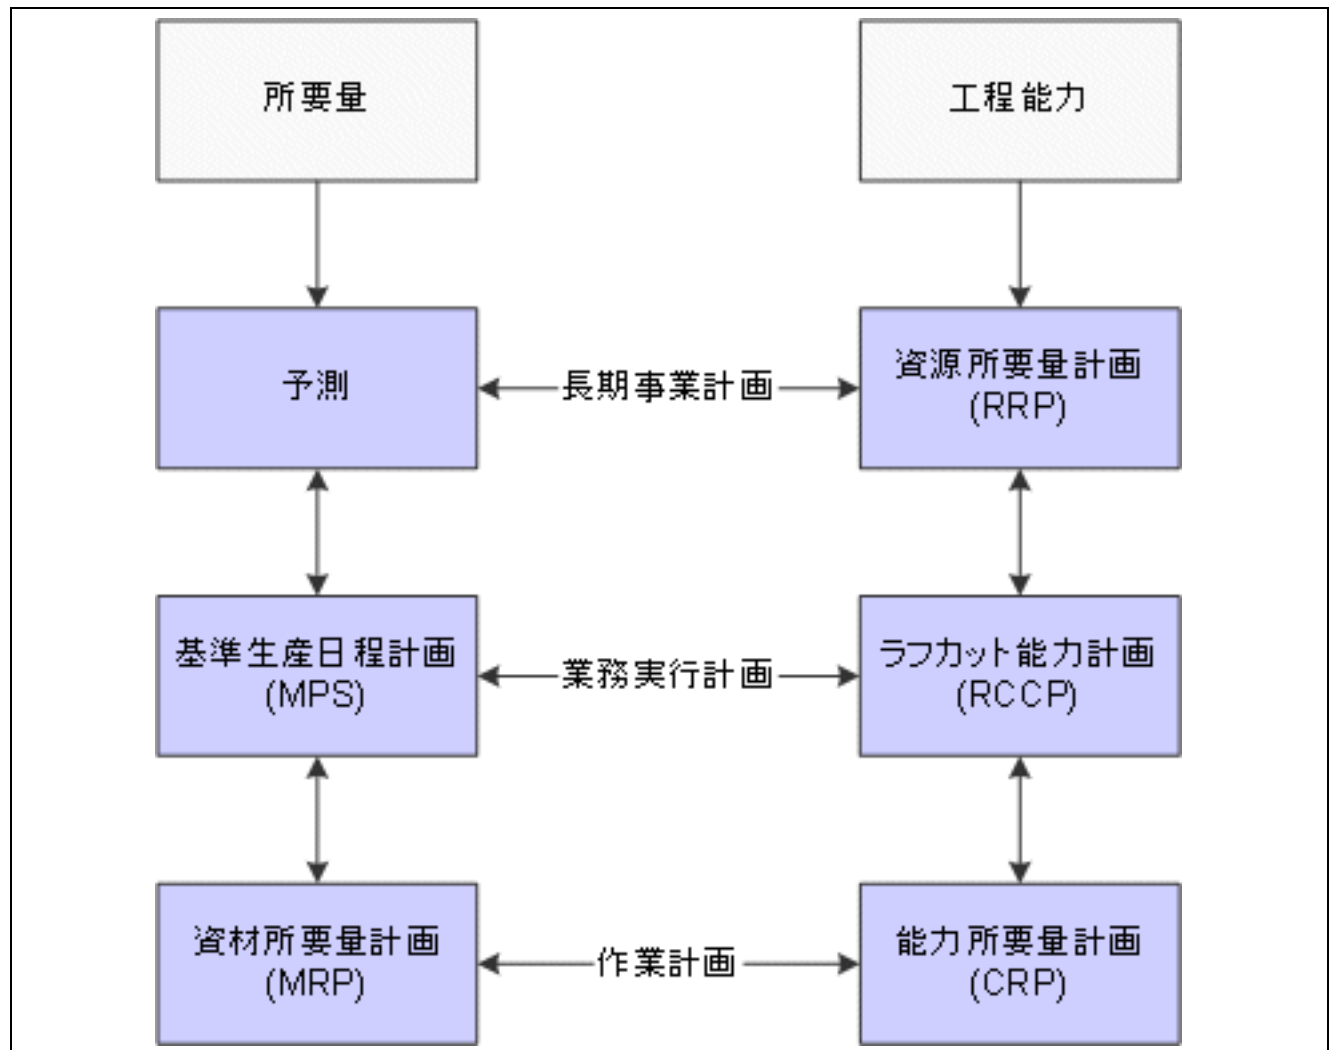 所要量
工程能力
予測
長期事業計画
資源所要量計画
(RRP)
基準生産日程計画
(MPS)
業務実行計画
ラフカット能力計画
(RCCP)
資材所要量計画
(MRP)
作業計画
能力所要量計画
(CRP)